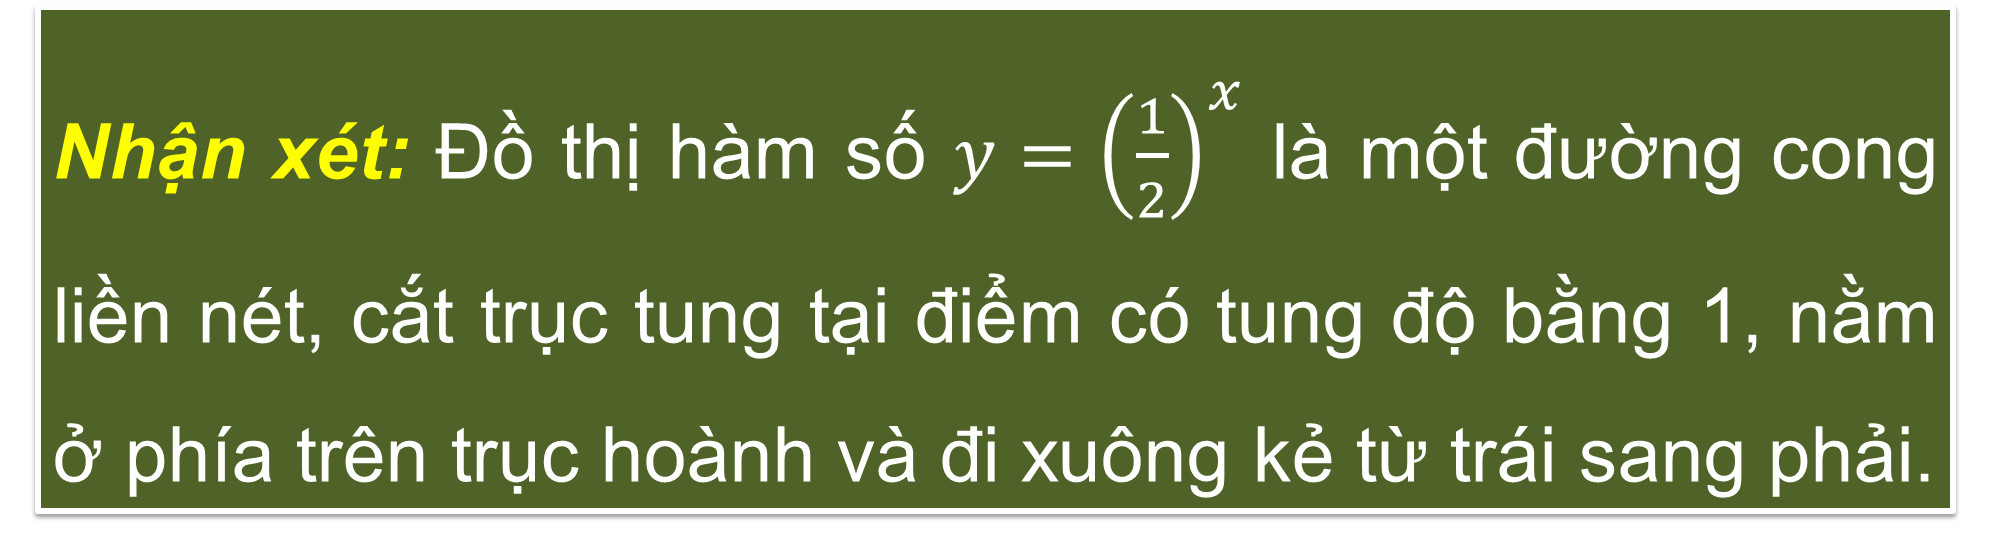 Nhận xét: Đồ thị hàm số y = (1/2)^x là một đường cong
liền nét, cắt trục tung tại điểm có tung độ bằng 1, nằm
ở phía trên trục hoành và đi xuông kẻ từ trái sang phải.